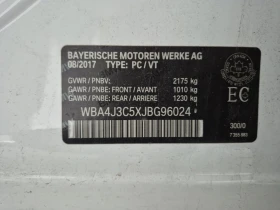 BAYERISCHE MOTOREN WERKE AG
08/2017 TYPE: PC / VT
GVWR / PNBV: 2175 kg
GAWR / PNBE: FRONT / AVANT 1010 kg
GAWR / PNBE: REAR / ARRIERE 1230 kg
WBA4J3C5XJBG96024
EC
300/0